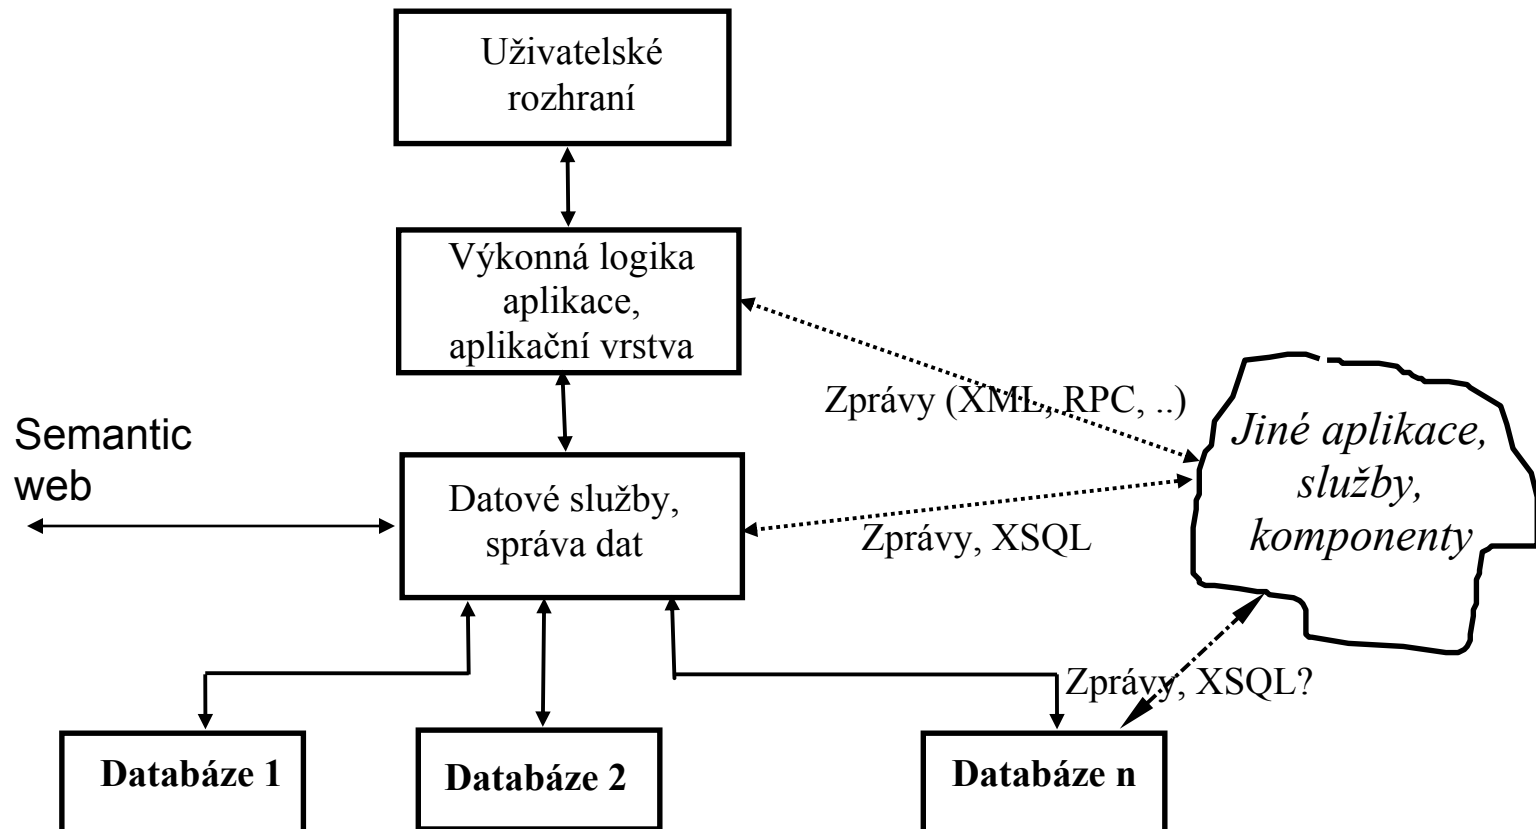 Uživatelské
rozhraní
Výkonná logika
aplikace,
aplikační vrstva
Zprávy (XML, RPC, ..)
Jiné aplikace,
služby,
komponenty
Semantic
web
Datové služby,
správa dat
Zprávy, XSQL
Zprávy, XSQL?
Databáze 1
Databáze 2
Databáze n